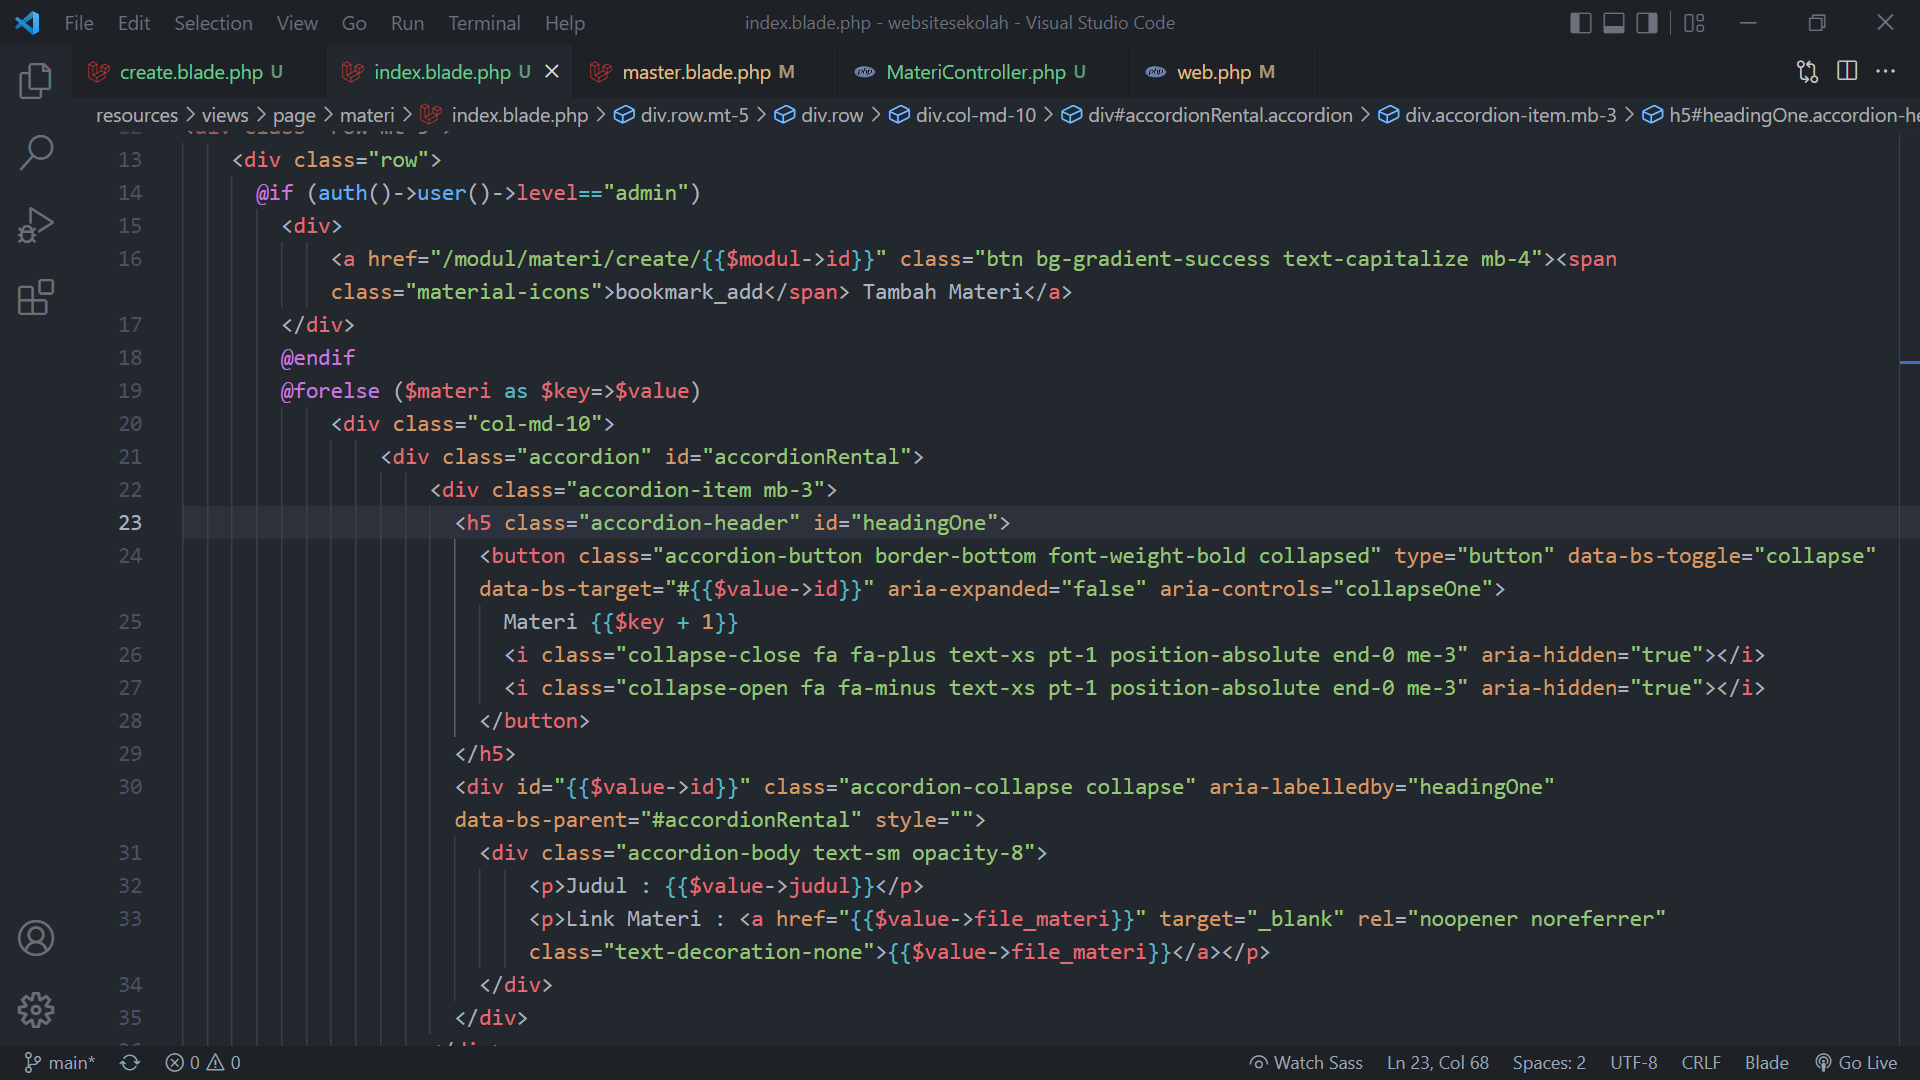 File Edit Selection View Go Run Terminal Help
index.blade.php - websitesekolah - Visual Studio Code
create.blade.php U
index.blade.php U
master.blade.php M
MateriController.php U
web.php M
resources > views > page > materi > index.blade.php > div.row.mt-5 > div.row > div.col-md-10 > div#accordionRental.accordion > div.accordion-item.mb-3 > h5#headingOne.accordion-he
13 <div class="row">
14 @if (auth()->user()->level=="admin")
15 <div>
16 <a href="/modul/materi/create/{{$modul->id}}" class="btn bg-gradient-success text-capitalize mb-4"><span
class="material-icons">bookmark_add</span> Tambah Materi</a>
17 </div>
18 @endif
19 @forelse ($materi as $key=>$value)
20 <div class="col-md-10">
21 <div class="accordion" id="accordionRental">
22 <div class="accordion-item mb-3">
23 <h5 class="accordion-header" id="headingOne">
24 <button class="accordion-button border-bottom font-weight-bold collapsed" type="button" data-bs-toggle="collapse"
data-bs-target="#{{$value->id}}" aria-expanded="false" aria-controls="collapseOne">
25 Materi {{$key + 1}}
26 <i class="collapse-close fa fa-plus text-xs pt-1 position-absolute end-0 me-3" aria-hidden="true"></i>
27 <i class="collapse-open fa fa-minus text-xs pt-1 position-absolute end-0 me-3" aria-hidden="true"></i>
28 </button>
29 </h5>
30 <div id="{{$value->id}}" class="accordion-collapse collapse" aria-labelledby="headingOne"
data-bs-parent="#accordionRental" style="">
31 <div class="accordion-body text-sm opacity-8">
32 <p>Judul : {{$value->judul}}</p>
33 <p>Link Materi : <a href="{{$value->file_materi}}" target="_blank" rel="noopener noreferrer"
class="text-decoration-none">{{$value->file_materi}}</a></p>
34 </div>
35 </div>
main* 0 0
Watch Sass Ln 23, Col 68 Spaces: 2 UTF-8 CRLF Blade Go Live